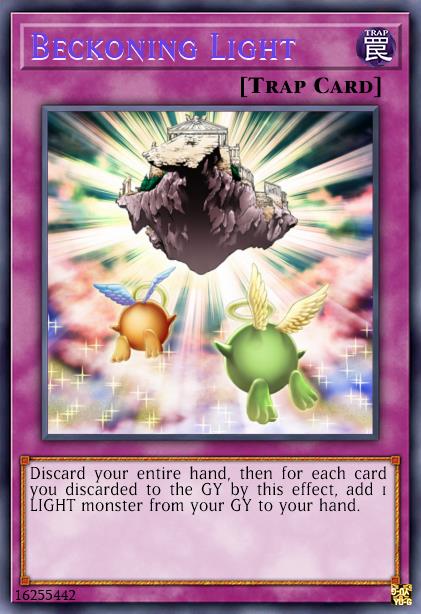 Beckoning Light
TRAP
罠
[Trap Card]
Discard your entire hand, then for each card
you discarded to the GY by this effect, add 1
LIGHT monster from your GY to your hand.
16255442